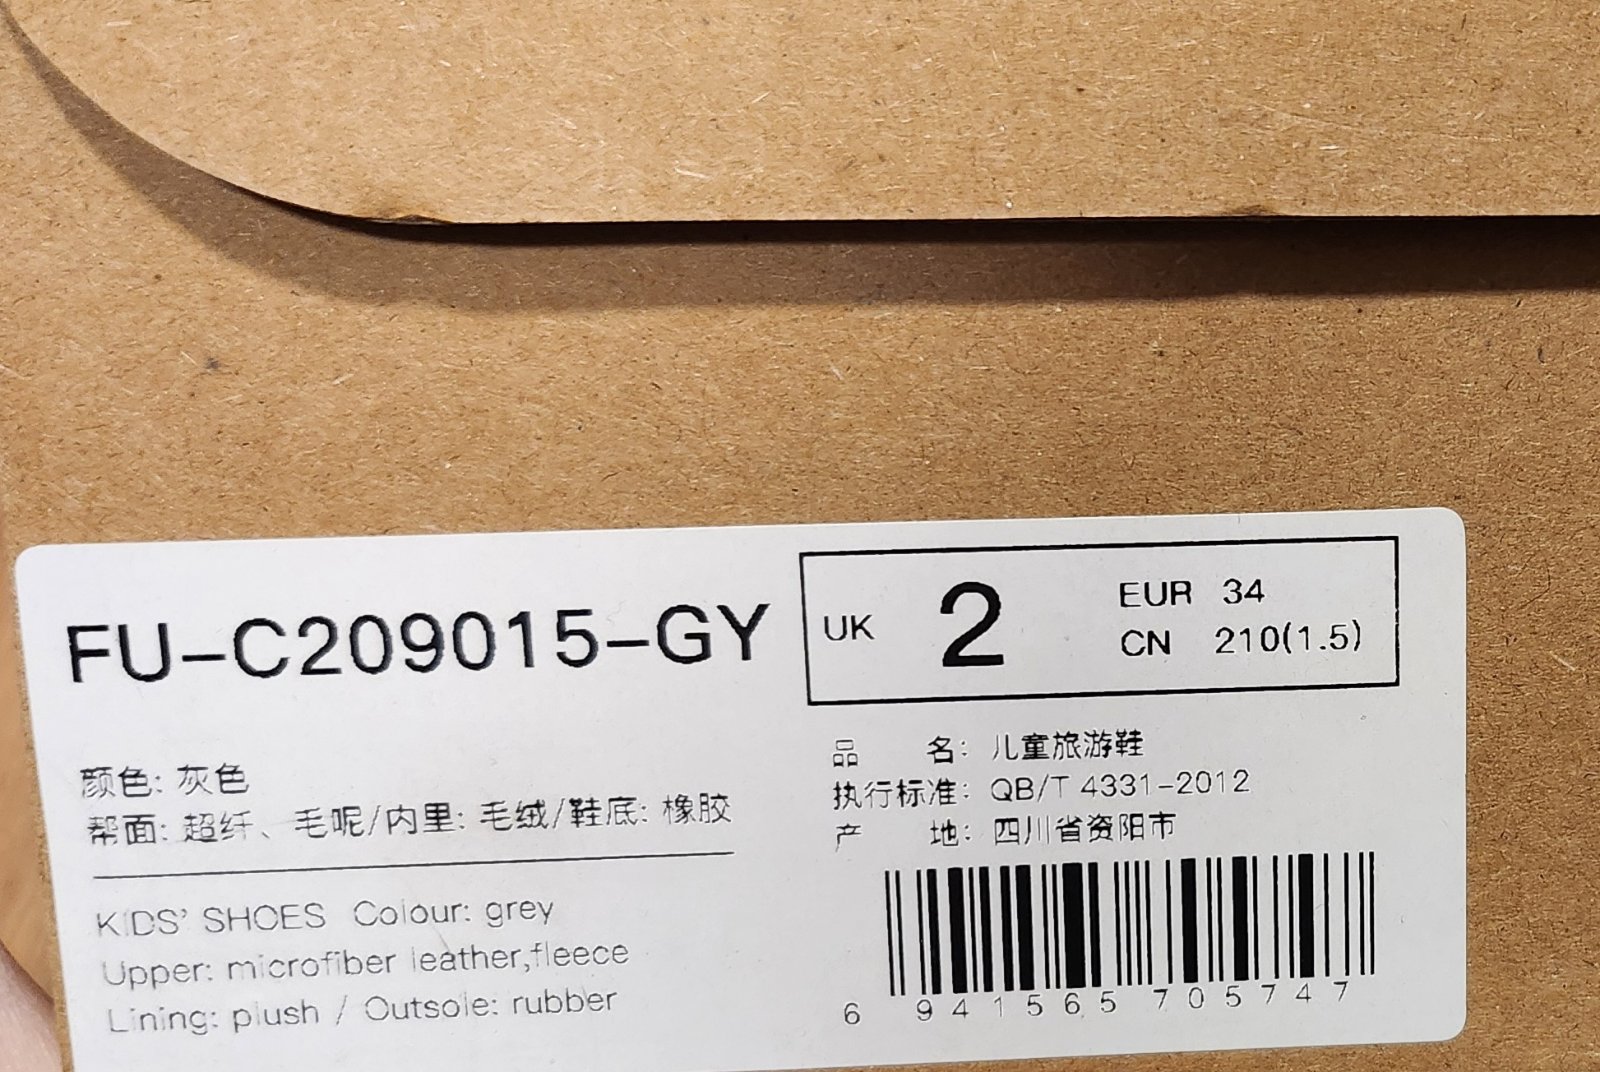 FU-C209015-GY
UK 2
EUR 34
CN 210(1.5)
颜色: 灰色
帮面: 超纤、毛呢/内里: 毛绒/鞋底: 橡胶
KIDS' SHOES Colour: grey
Upper: microfiber leather,fleece
Lining: plush / Outsole: rubber
品 名: 儿童旅游鞋
执行标准: QB/T 4331-2012
产 地: 四川省资阳市
6 941565 705747